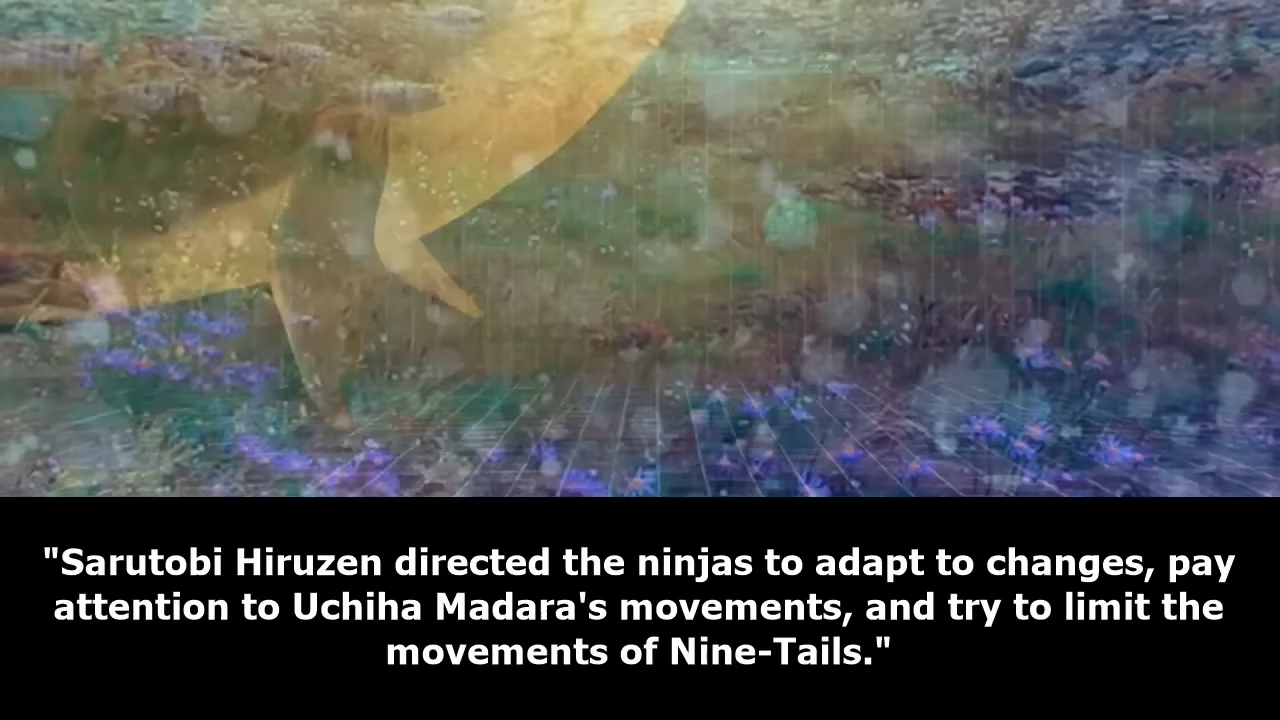 "Sarutobi Hiruzen directed the ninjas to adapt to changes, pay
attention to Uchiha Madara's movements, and try to limit the
movements of Nine-Tails."